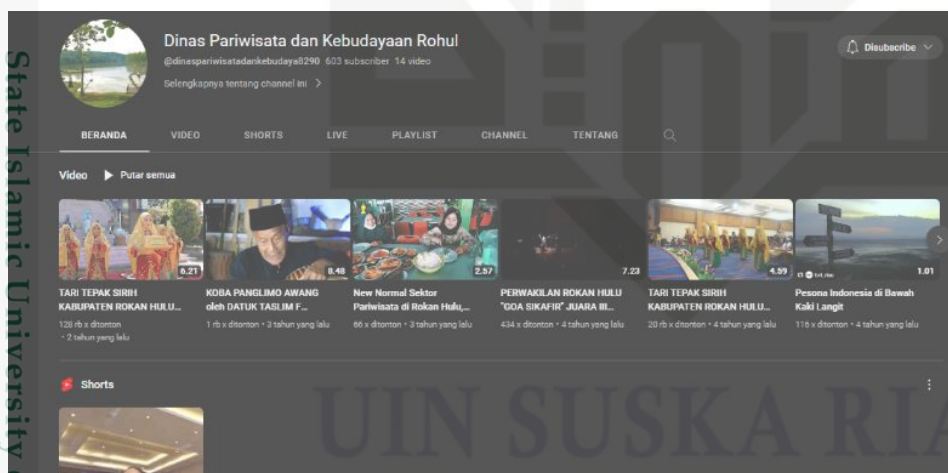 State Islamic University
Dinas Pariwisata dan Kebudayaan Rohul
@dinaspariwisatadankebudaya8290 603 subscriber 14 video
Selengkapnya tentang channel ini >
Disubscribe
BERANDA VIDEO SHORTS LIVE PLAYLIST CHANNEL TENTANG
Video Putar semua
6.21 8.48 2.57 7.23 4.59 1.01
TARI TEPAK SIRIH
KABUPATEN ROKAN HULU...
128 rb x ditonton
• 2 tahun yang lalu
KOBA PANGLIMO AWANG
oleh DATUK TASLIM F...
1 rb x ditonton • 3 tahun yang lalu
New Normal Sektor
Pariwisata di Rokan Hulu,...
66 x ditonton • 3 tahun yang lalu
PERWAKILAN ROKAN HULU
"GOA SIKAFIR" JUARA III...
434 x ditonton • 4 tahun yang lalu
TARI TEPAK SIRIH
KABUPATEN ROKAN HULU...
20 rb x ditonton • 4 tahun yang lalu
Pesona Indonesia di Bawah
Kaki Langit
116 x ditonton • 4 tahun yang lalu
Shorts
UIN SUSKA RIA